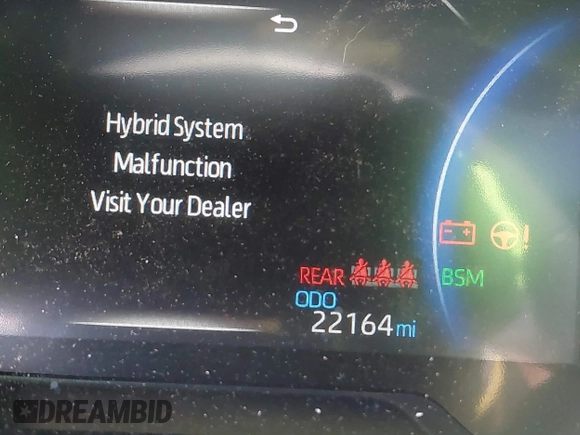 Hybrid System
Malfunction
Visit Your Dealer
REAR
BSM
ODO
22164 mi
DREAMBID